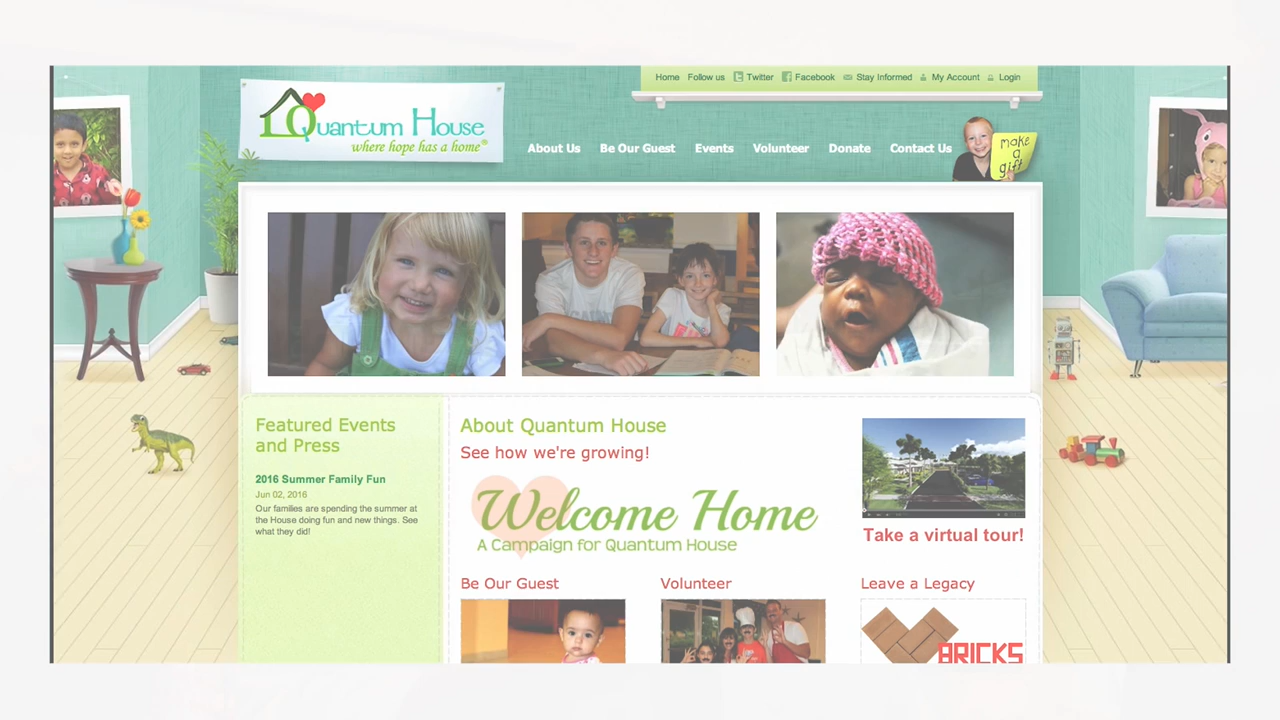 Home Follow us Twitter Facebook Stay Informed My Account Login
Quantum House
where hope has a home®
About Us Be Our Guest Events Volunteer Donate Contact Us
make
a
gift
Featured Events
and Press
2016 Summer Family Fun
Jun 02, 2016
Our families are spending the summer at
the House doing fun and new things. See
what they did!
About Quantum House
See how we're growing!
Welcome Home
A Campaign for Quantum House
Take a virtual tour!
Be Our Guest
Volunteer
Leave a Legacy
BRICKS